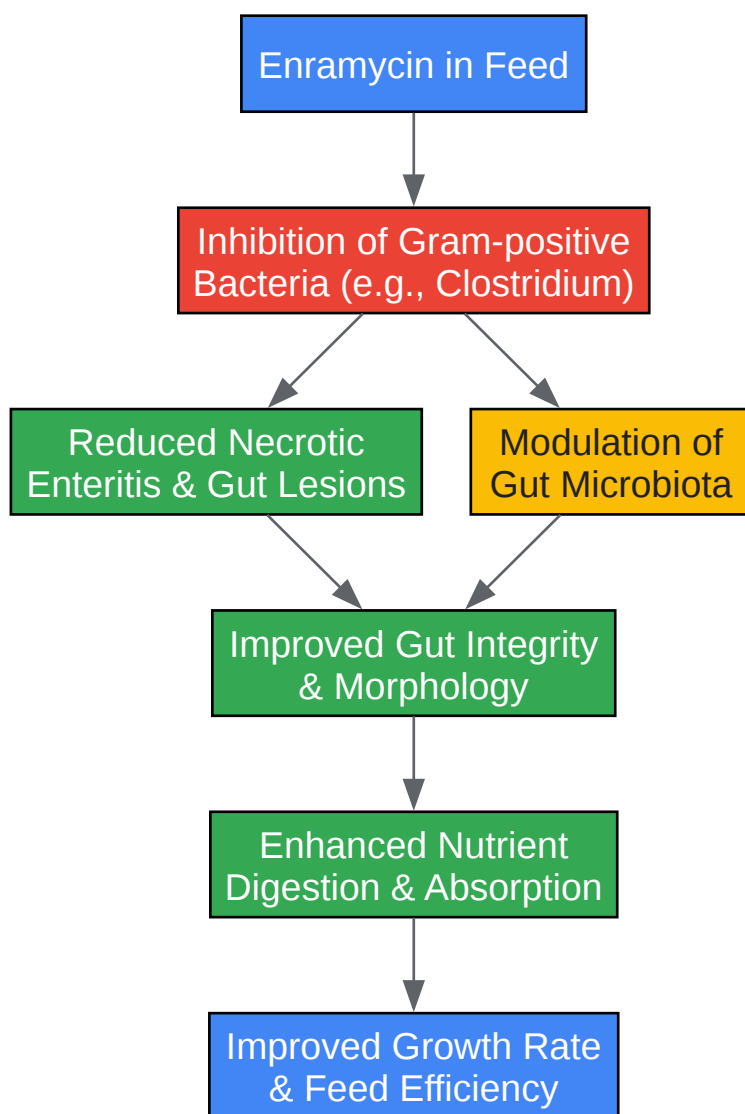 Enramycin in Feed
Inhibition of Gram-positive
Bacteria (e.g., Clostridium)
Reduced Necrotic
Enteritis & Gut Lesions
Modulation of
Gut Microbiota
Improved Gut Integrity
& Morphology
Enhanced Nutrient
Digestion & Absorption
Improved Growth Rate
& Feed Efficiency